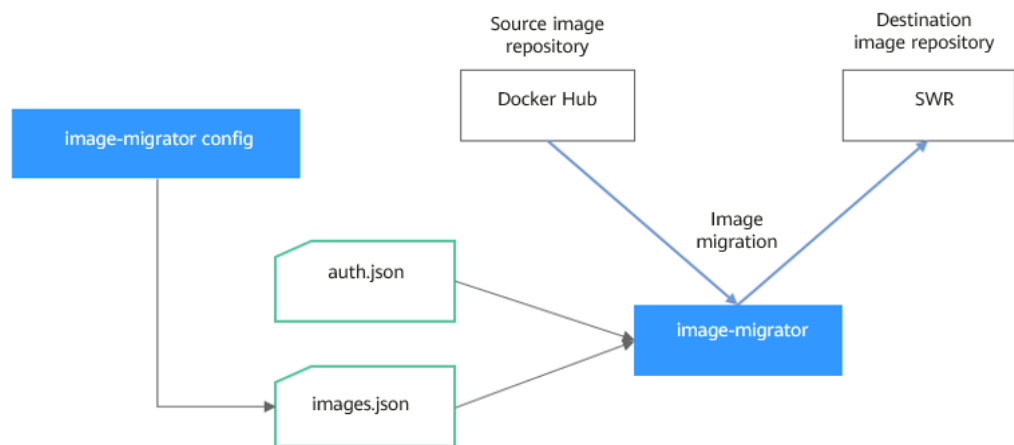 Source image
repository
Destination
image repository
Docker Hub
SWR
image-migrator config
Image
migration
auth.json
image-migrator
images.json